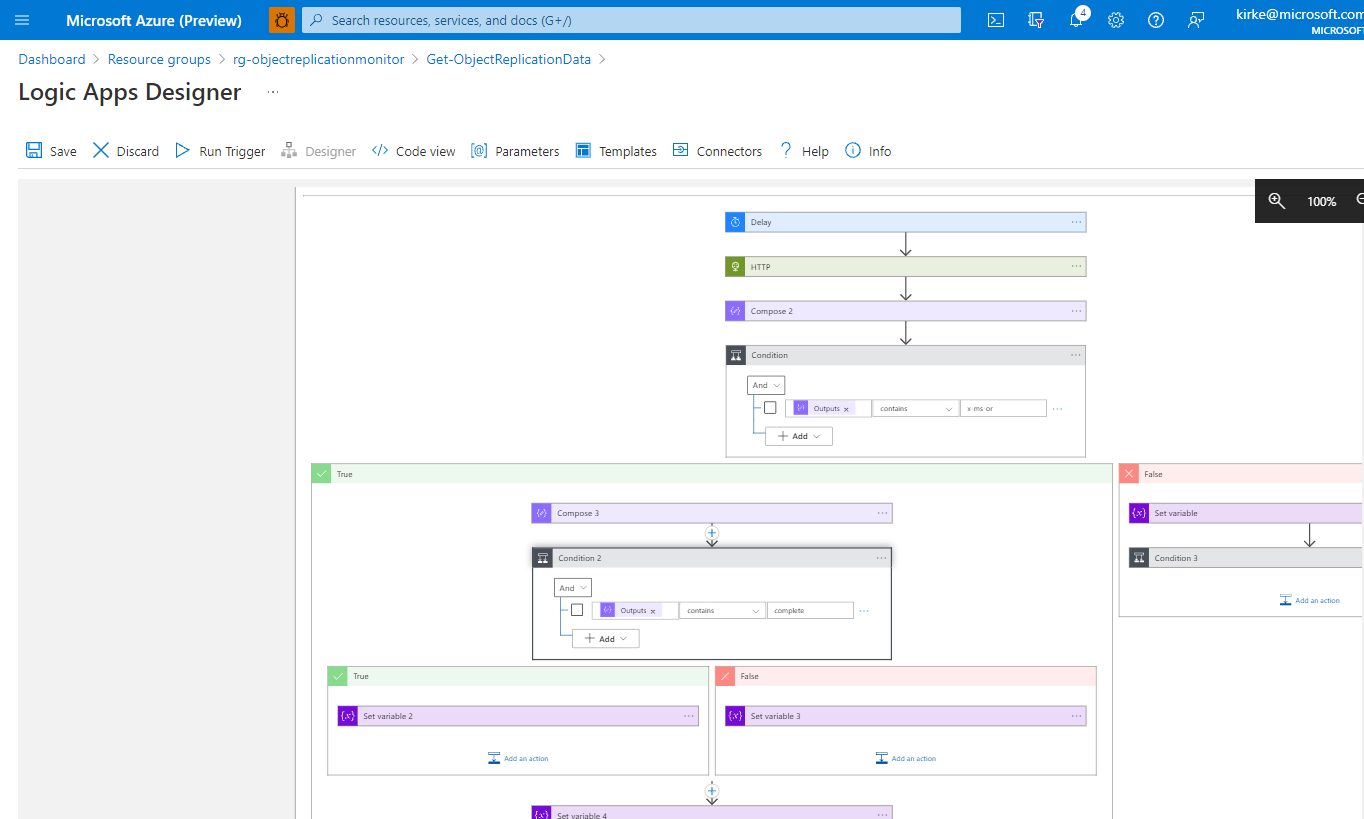 Microsoft Azure (Preview)
Search resources, services, and docs (G+/)
4
kirke@microsoft.com
MICROSOFT
Dashboard > Resource groups > rg-objectreplicationmonitor > Get-ObjectReplicationData >
Logic Apps Designer ...
Save Discard Run Trigger Designer Code view Parameters Templates Connectors Help Info
100%
Delay
HTTP
Compose 2
Condition
And
Outputs x contains x ms or
Add
True
False
Compose 3
Set variable
Condition 2
Condition 3
And
Outputs x contains complete
Add an action
Add
True
False
Set variable 2
Set variable 3
Add an action
Add an action
Set variable 4